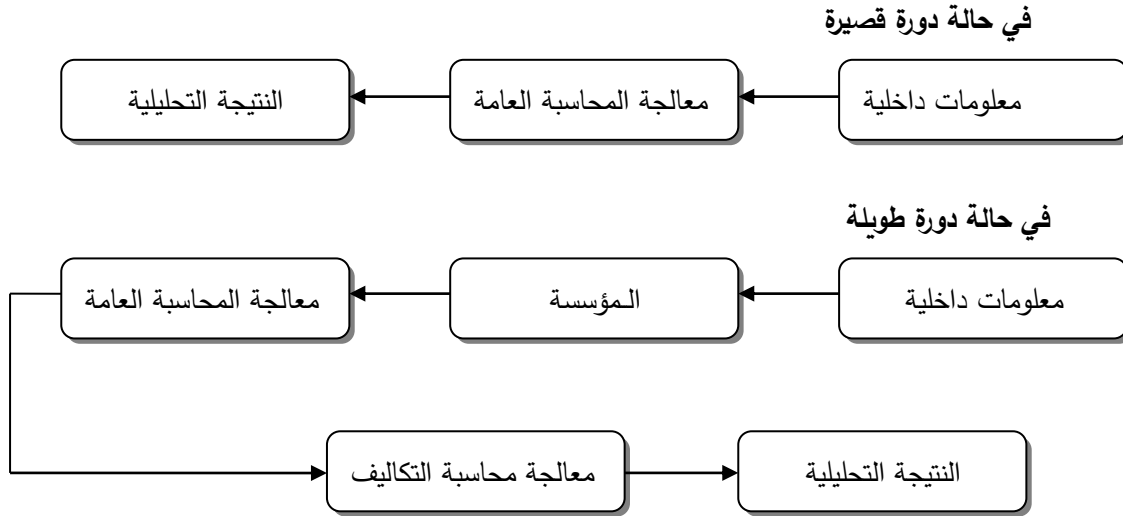 في حالة دورة قصيرة
معلومات داخلية
معالجة المحاسبة العامة
النتيجة التحليلية
في حالة دورة طويلة
معلومات داخلية
الـمؤسسة
معالجة المحاسبة العامة
معالجة محاسبة التكاليف
النتيجة التحليلية